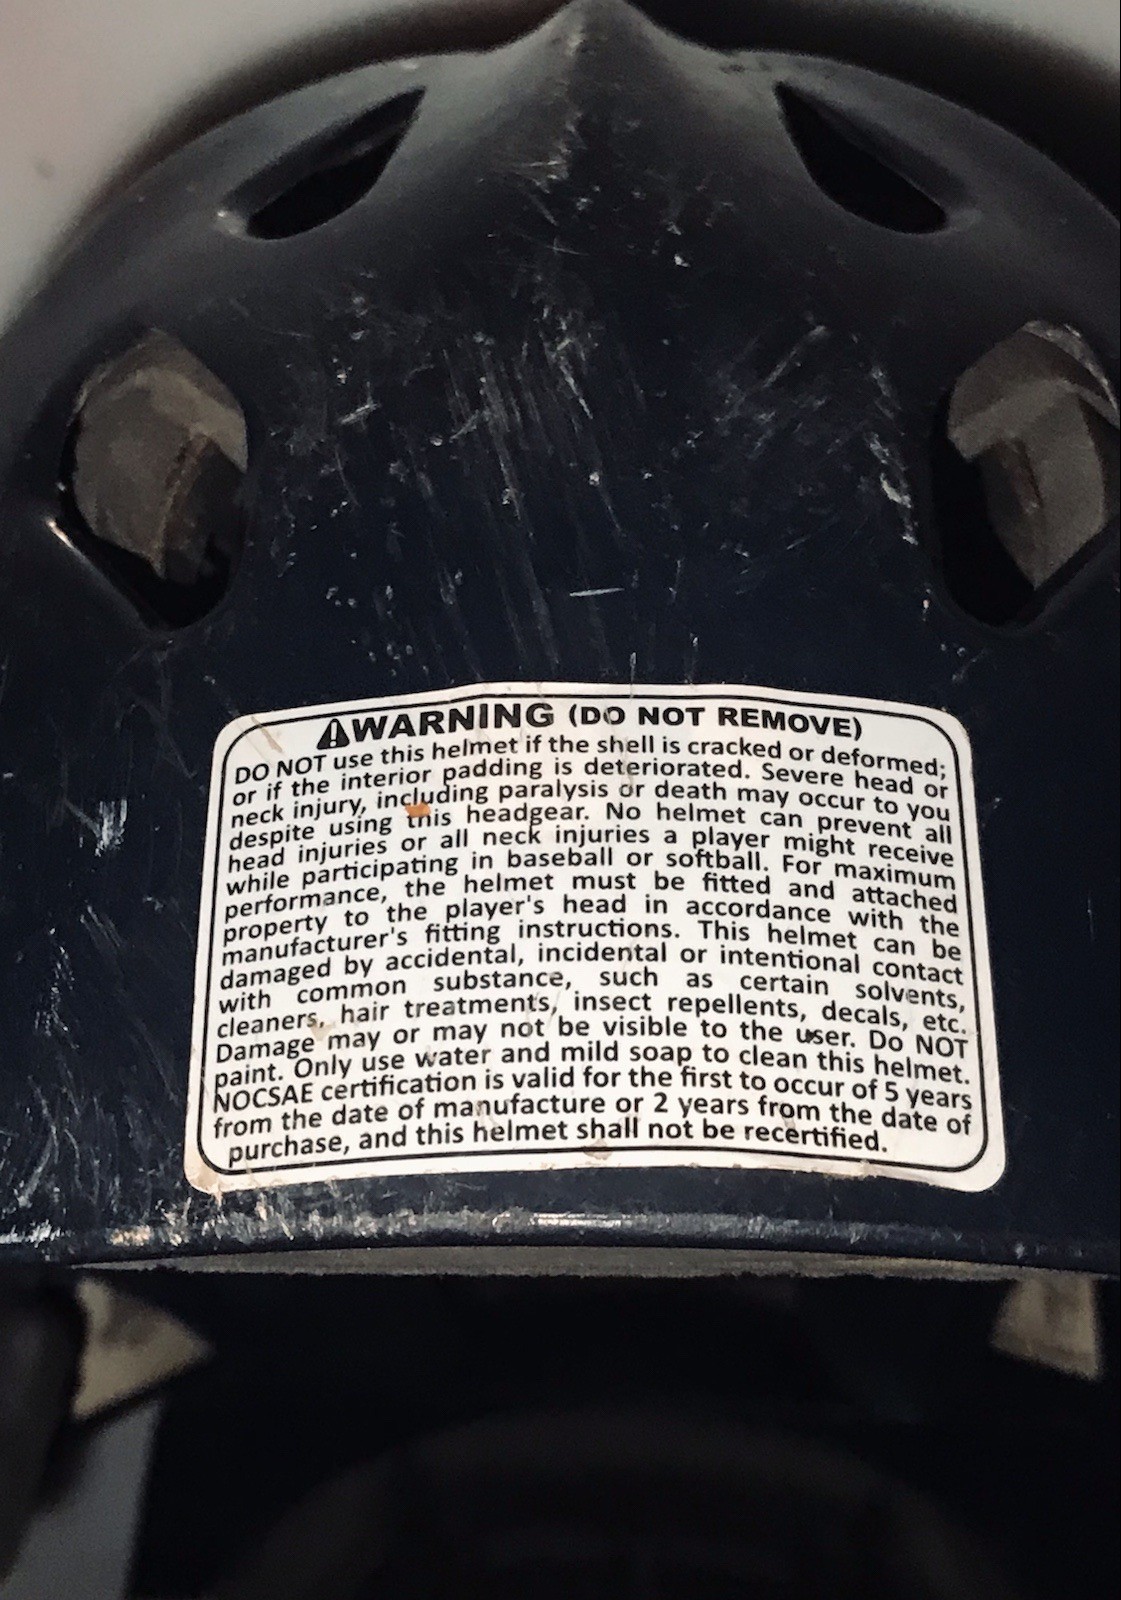 ⚠WARNING (DO NOT REMOVE)
DO NOT use this helmet if the shell is cracked or deformed;
or if the interior padding is deteriorated. Severe head or
neck injury, including paralysis or death may occur to you
despite using this headgear. No helmet can prevent all
head injuries or all neck injuries a player might receive
while participating in baseball or softball. For maximum
performance, the helmet must be fitted and attached
property to the player's head in accordance with the
manufacturer's fitting instructions. This helmet can be
damaged by accidental, incidental or intentional contact
with common substance, such as certain solvents,
cleaners, hair treatments, insect repellents, decals, etc.
Damage may or may not be visible to the user. Do NOT
paint. Only use water and mild soap to clean this helmet.
NOCSAE certification is valid for the first to occur of 5 years
from the date of manufacture or 2 years from the date of
purchase, and this helmet shall not be recertified.